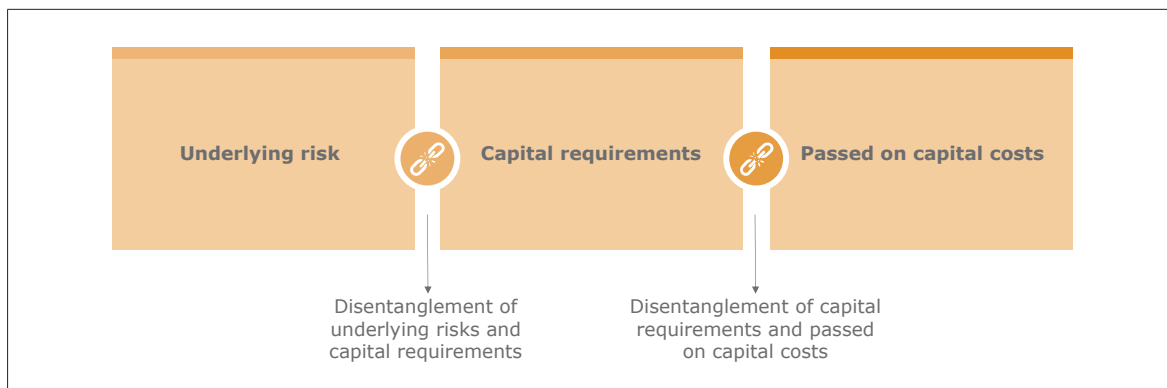 Underlying risk
Capital requirements
Passed on capital costs
Disentanglement of
underlying risks and
capital requirements
Disentanglement of capital
requirements and passed
on capital costs